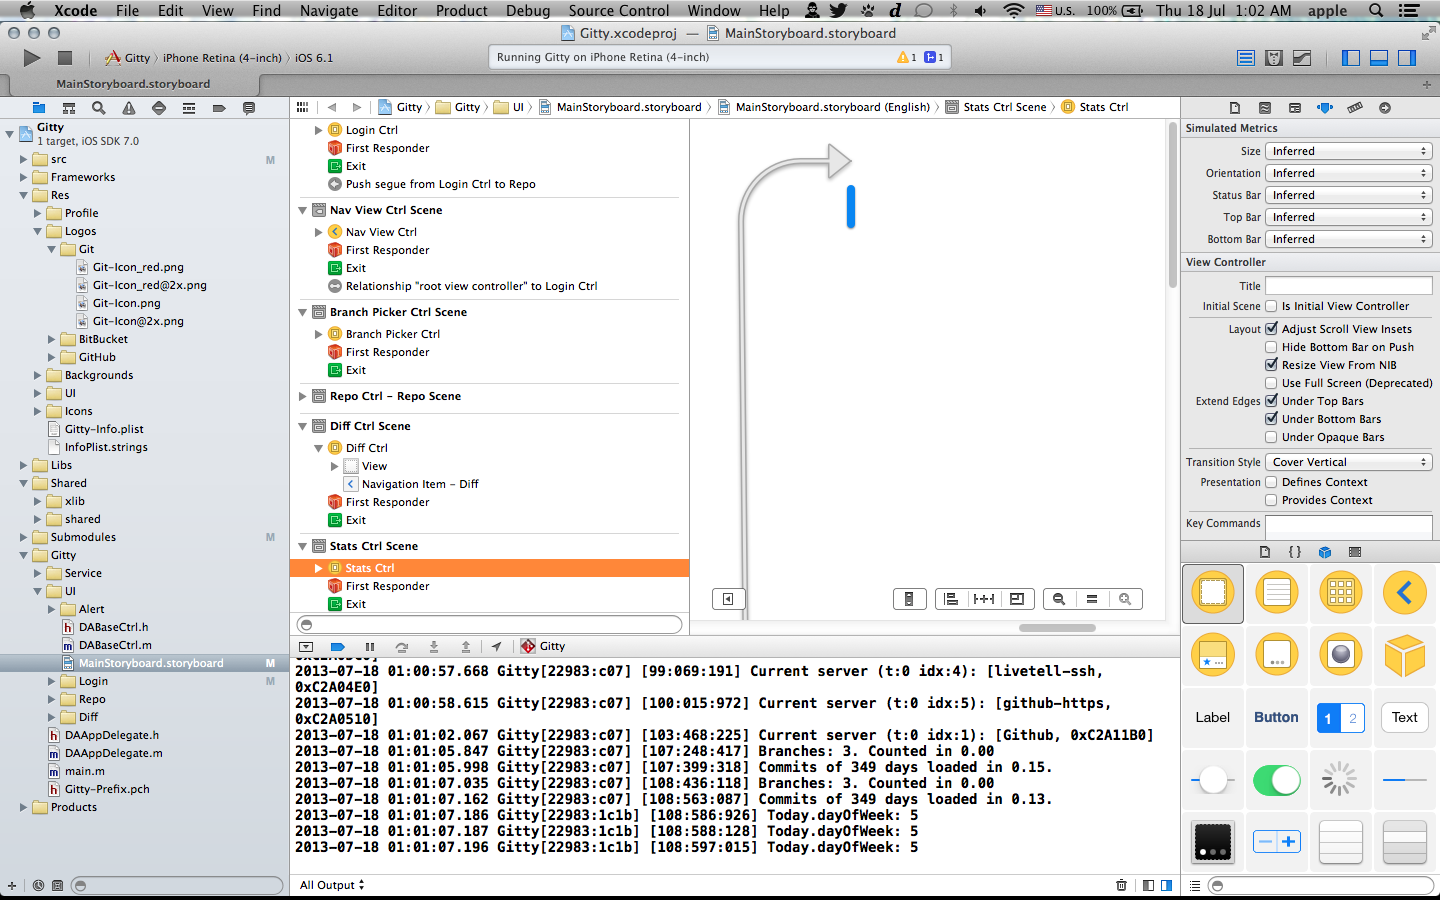 Xcode File Edit View Find Navigate Editor Product Debug Source Control Window Help d U.S. 100% Thu 18 Jul 1:02 AM apple
Gitty.xcodeproj — MainStoryboard.storyboard
Gitty iPhone Retina (4-inch) iOS 6.1
Running Gitty on iPhone Retina (4-inch) 1 1
MainStoryboard.storyboard
Gitty
1 target, iOS SDK 7.0
src M
Frameworks
Res
Profile
Logos
Git
Git-Icon_red.png
Git-Icon_red@2x.png
Git-Icon.png
Git-Icon@2x.png
BitBucket
GitHub
Backgrounds
UI
Icons
Gitty-Info.plist
InfoPlist.strings
Libs
Shared
xlib
shared
Submodules M
Gitty
Service
UI
Alert
h DABaseCtrl.h
m DABaseCtrl.m
MainStoryboard.storyboard M
Login M
Repo
Diff
h DAAppDelegate.h
m DAAppDelegate.m
m main.m
h Gitty-Prefix.pch
Products
Gitty Gitty UI MainStoryboard.storyboard MainStoryboard.storyboard (English) Stats Ctrl Scene Stats Ctrl
Login Ctrl
First Responder
Exit
Push segue from Login Ctrl to Repo
Nav View Ctrl Scene
Nav View Ctrl
First Responder
Exit
Relationship "root view controller" to Login Ctrl
Branch Picker Ctrl Scene
Branch Picker Ctrl
First Responder
Exit
Repo Ctrl - Repo Scene
Diff Ctrl Scene
Diff Ctrl
View
Navigation Item - Diff
First Responder
Exit
Stats Ctrl Scene
Stats Ctrl
First Responder
Exit
Gitty
2013-07-18 01:00:57.668 Gitty[22983:c07] [99:069:191] Current server (t:0 idx:4): [livetell-ssh,
0xC2A04E0]
2013-07-18 01:00:58.615 Gitty[22983:c07] [100:015:972] Current server (t:0 idx:5): [github-https,
0xC2A0510]
2013-07-18 01:01:02.067 Gitty[22983:c07] [103:468:225] Current server (t:0 idx:1): [Github, 0xC2A11B0]
2013-07-18 01:01:05.847 Gitty[22983:c07] [107:248:417] Branches: 3. Counted in 0.00
2013-07-18 01:01:05.998 Gitty[22983:c07] [107:399:318] Commits of 349 days loaded in 0.15.
2013-07-18 01:01:07.035 Gitty[22983:c07] [108:436:118] Branches: 3. Counted in 0.00
2013-07-18 01:01:07.162 Gitty[22983:c07] [108:563:087] Commits of 349 days loaded in 0.13.
2013-07-18 01:01:07.186 Gitty[22983:1c1b] [108:586:926] Today.dayOfWeek: 5
2013-07-18 01:01:07.187 Gitty[22983:1c1b] [108:588:128] Today.dayOfWeek: 5
2013-07-18 01:01:07.196 Gitty[22983:1c1b] [108:597:015] Today.dayOfWeek: 5
All Output
Simulated Metrics
Size Inferred
Orientation Inferred
Status Bar Inferred
Top Bar Inferred
Bottom Bar Inferred
View Controller
Title
Initial Scene Is Initial View Controller
Layout Adjust Scroll View Insets
Hide Bottom Bar on Push
Resize View From NIB
Use Full Screen (Deprecated)
Extend Edges Under Top Bars
Under Bottom Bars
Under Opaque Bars
Transition Style Cover Vertical
Presentation Defines Context
Provides Context
Key Commands
{}
Label Button 1 2 Text